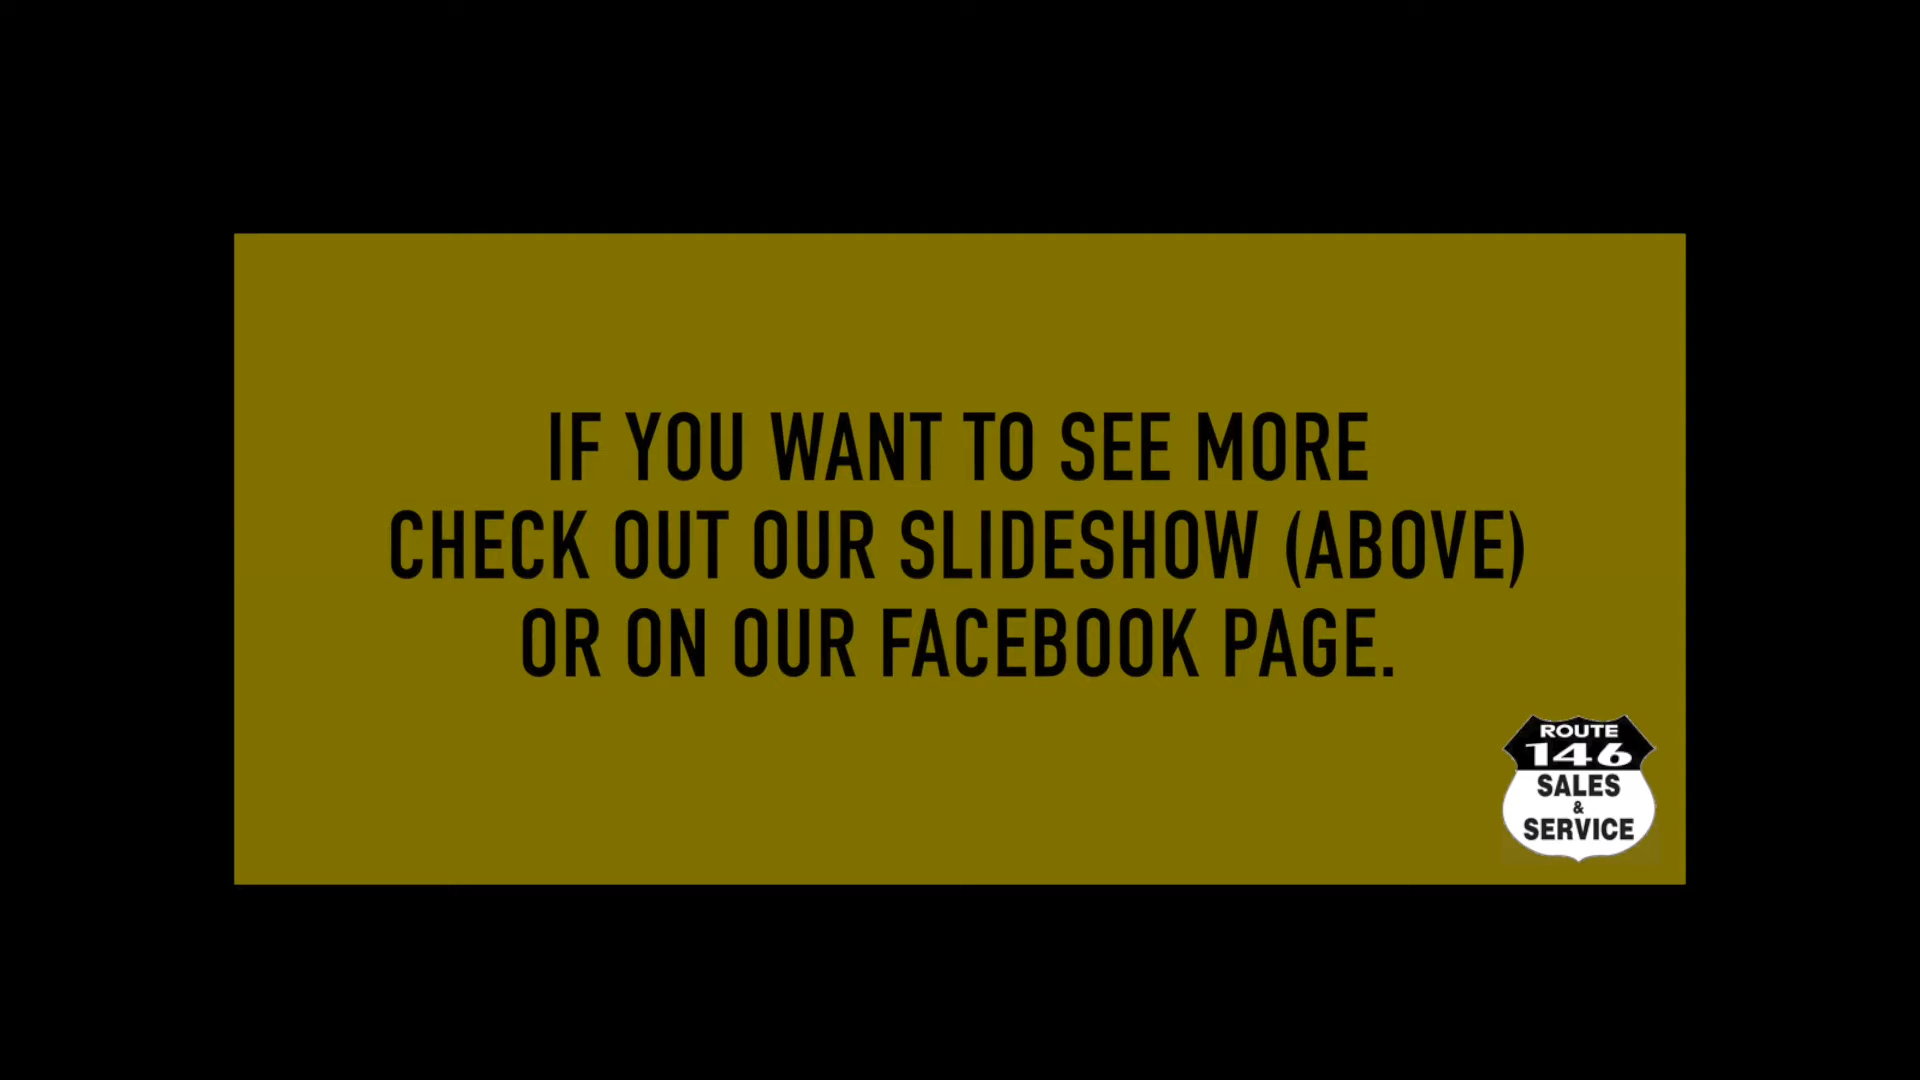 IF YOU WANT TO SEE MORE
CHECK OUT OUR SLIDESHOW (ABOVE)
OR ON OUR FACEBOOK PAGE.
ROUTE
146
SALES
&
SERVICE